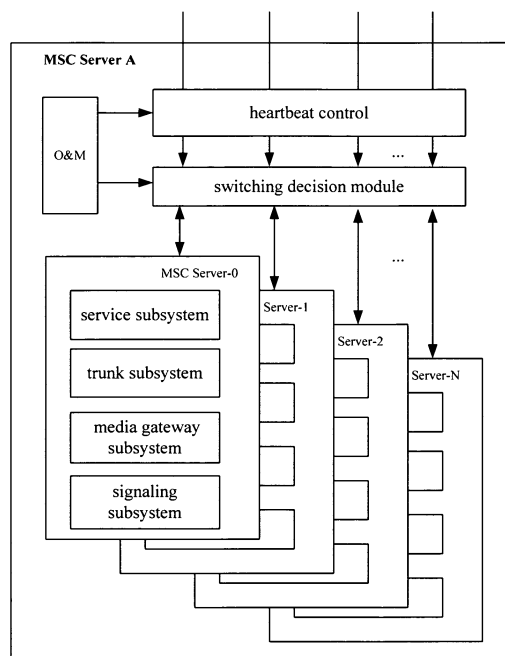 MSC Server A
heartbeat control
O&M
...
switching decision module
...
MSC Server-0
service subsystem
Server-1
trunk subsystem
Server-2
media gateway
subsystem
Server-N
signaling
subsystem